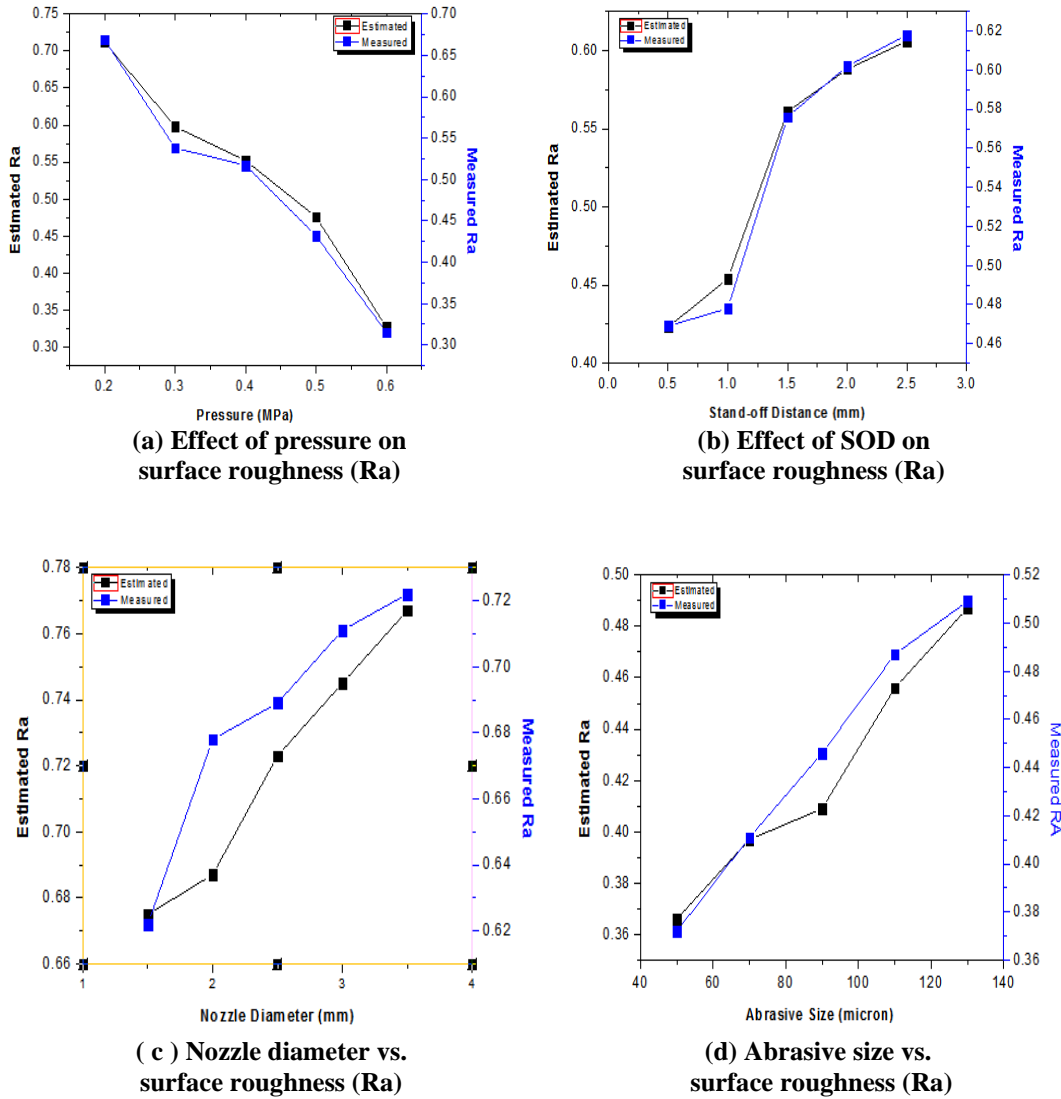 0.75
0.70
0.65
0.60
0.55
0.50
0.45
0.40
0.35
0.30
Estimated Ra
Estimated
Measured
0.70
0.65
0.60
0.55
0.50
0.45
0.40
0.35
0.30
Measured Ra
0.2 0.3 0.4 0.5 0.6
Pressure (MPa)
(a) Effect of pressure on
surface roughness (Ra)
0.60
0.55
0.50
0.45
0.40
Estimated Ra
Estimated
Measured
0.62
0.60
0.58
0.56
0.54
0.52
0.50
0.48
0.46
Measured Ra
0.0 0.5 1.0 1.5 2.0 2.5 3.0
Stand-off Distance (mm)
(b) Effect of SOD on
surface roughness (Ra)
0.78
0.76
0.74
0.72
0.70
0.68
0.66
Estimated Ra
Estimated
Measured
0.72
0.70
0.68
0.66
0.64
0.62
Measured Ra
1 2 3 4
Nozzle Diameter (mm)
( c ) Nozzle diameter vs.
surface roughness (Ra)
0.50
0.48
0.46
0.44
0.42
0.40
0.38
0.36
Estimated Ra
Estimated
Measured
0.52
0.50
0.48
0.46
0.44
0.42
0.40
0.38
0.36
Measured RA
40 60 80 100 120 140
Abrasive Size (micron)
(d) Abrasive size vs.
surface roughness (Ra)